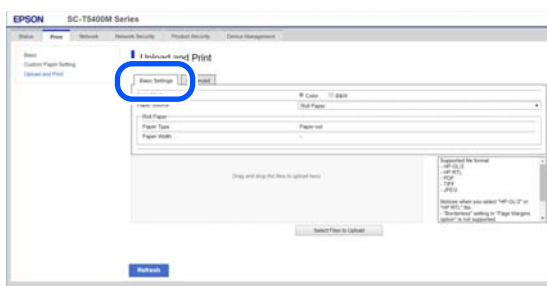 EPSON SC-T5400M Series
Status Print Network Network Security Product Security Device Management
Basic
Custom Paper Setting
Upload and Print
Upload and Print
Basic Settings
Color B&W
Paper Source Roll Paper
Roll Paper
Paper Type Paper out
Paper Width -
Drag and drop the files to upload here.
Supported file format
- HP-GL/2
- HP RTL
- PDF
- TIFF
- JPEG
Notices when you select "HP-GL/2" or
"HP RTL" file
- "Borderless" setting in "Page Margins
option" is not supported
Select Files to Upload
Refresh